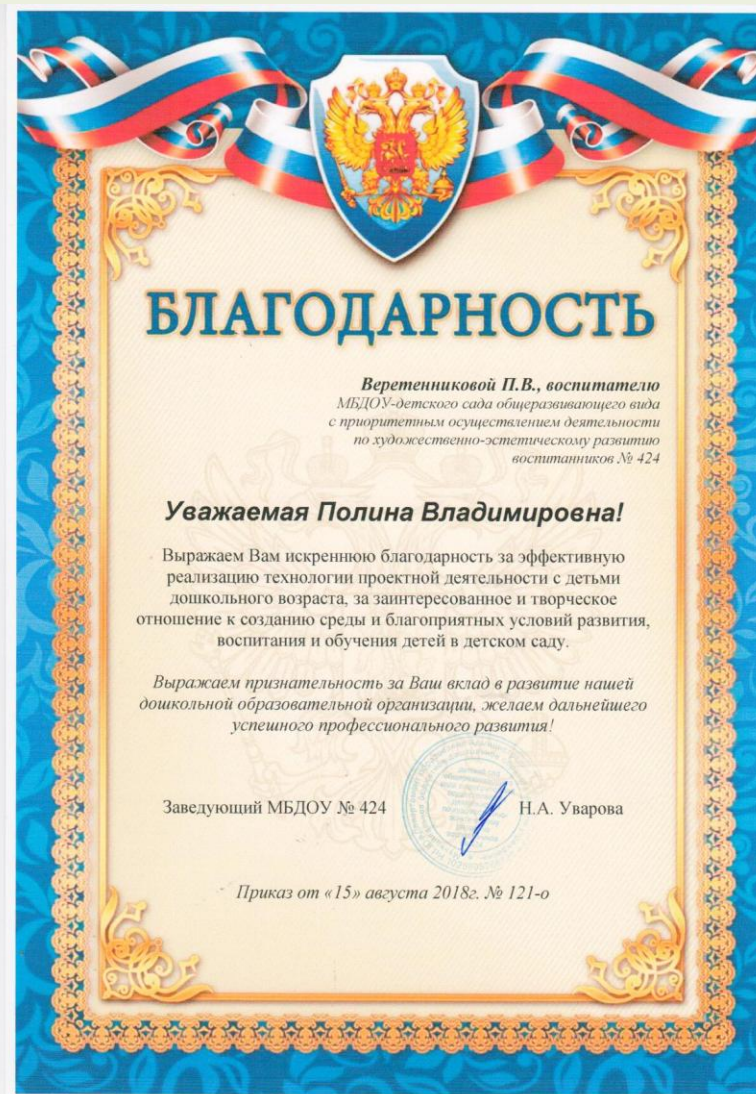 БЛАГОДАРНОСТЬ
Веретенниковой П.В., воспитателю
МБДОУ-детского сада общеразвивающего вида
с приоритетным осуществлением деятельности
по художественно-эстетическому развитию
воспитанников № 424
Уважаемая Полина Владимировна!
Выражаем Вам искреннюю благодарность за эффективную
реализацию технологии проектной деятельности с детьми
дошкольного возраста, за заинтересованное и творческое
отношение к созданию среды и благоприятных условий развития,
воспитания и обучения детей в детском саду.
Выражаем признательность за Ваш вклад в развитие нашей
дошкольной образовательной организации, желаем дальнейшего
успешного профессионального развития!
Заведующий МБДОУ № 424 Н.А. Уварова
Приказ от «15» августа 2018г. № 121-о